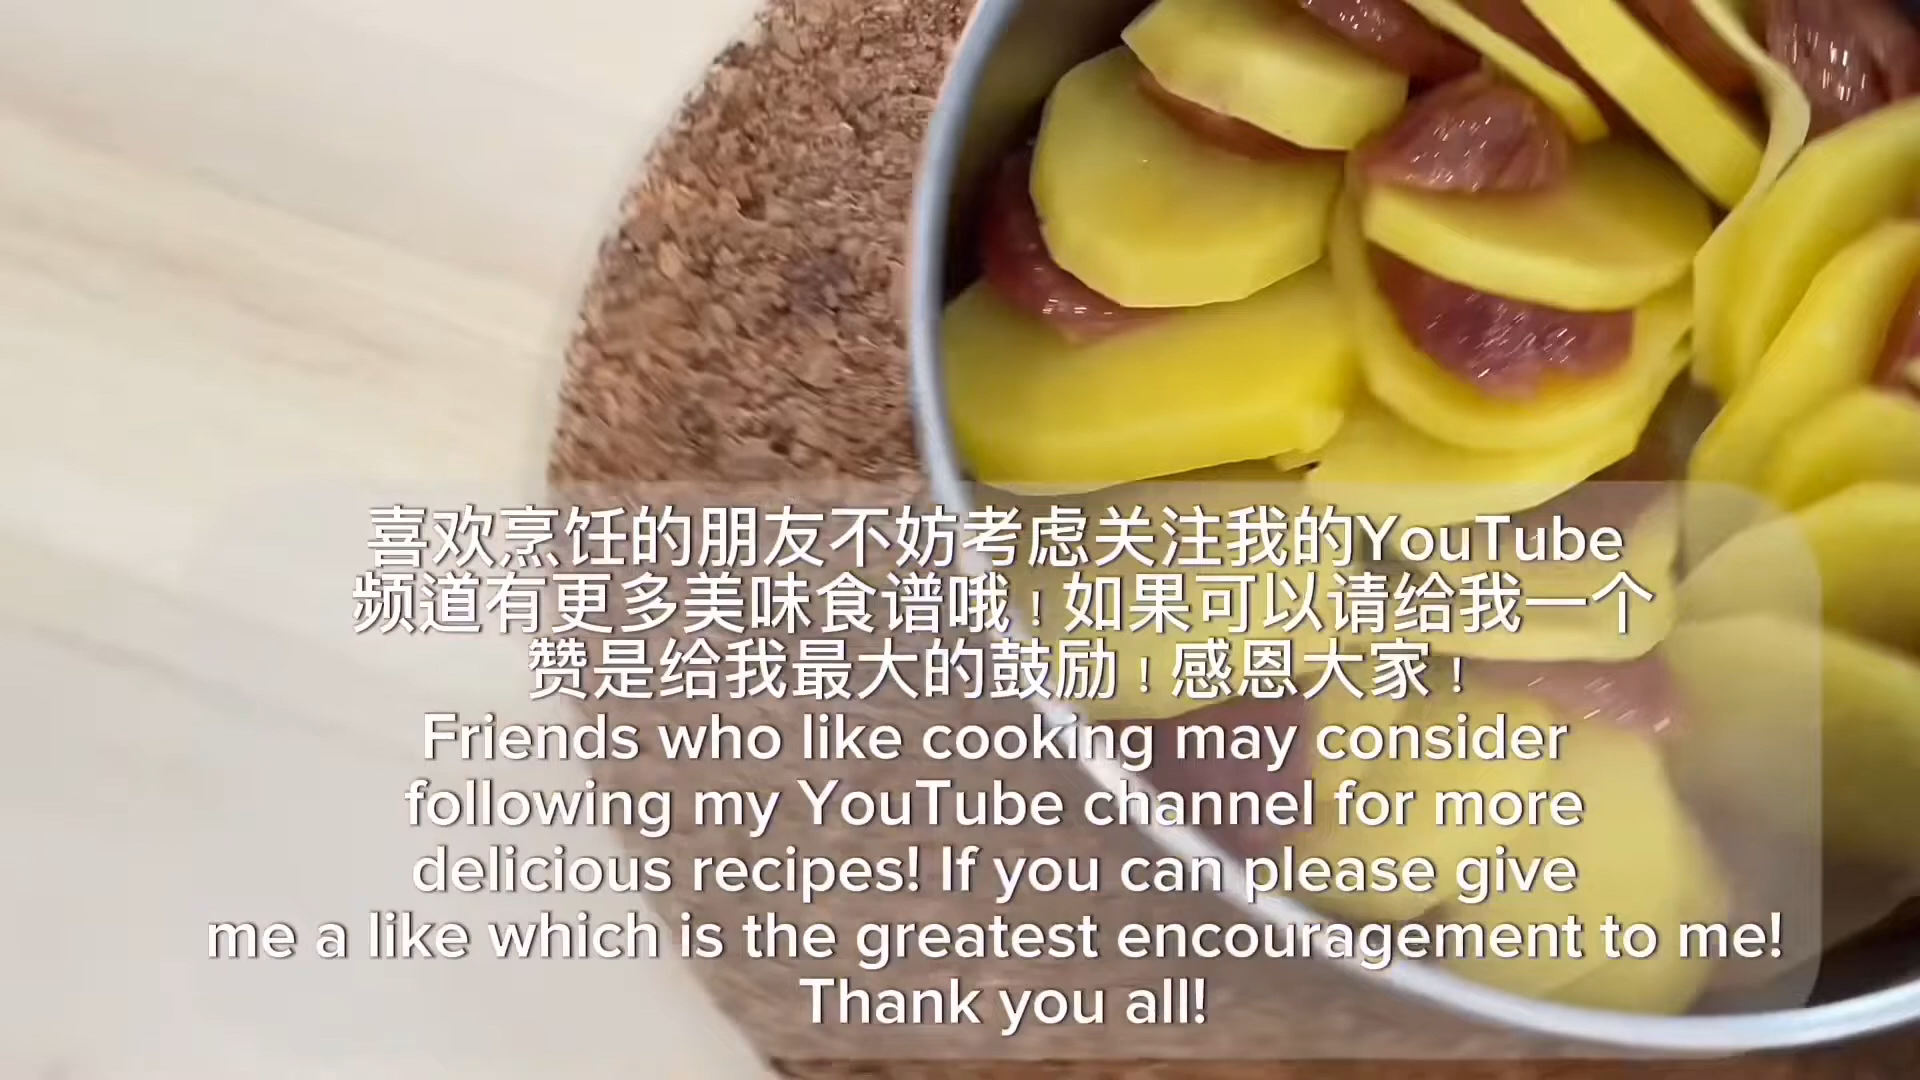 喜欢烹饪的朋友不妨考虑关注我的YouTube
频道有更多美味食谱哦！如果可以请给我一个
赞是给我最大的鼓励！感恩大家！
Friends who like cooking may consider
following my YouTube channel for more
delicious recipes! If you can please give
me a like which is the greatest encouragement to me!
Thank you all!